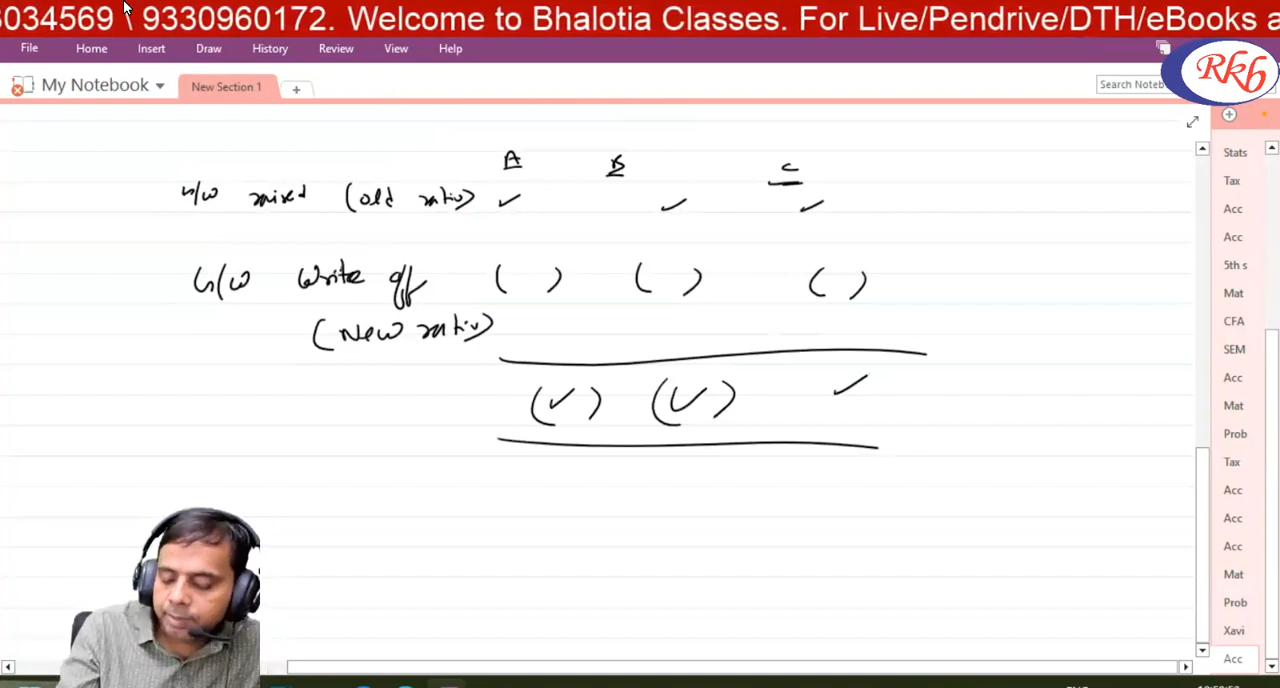 8034569 \ 9330960172. Welcome to Bhalotia Classes. For Live/Pendrive/DTH/eBooks a
File Home Insert Draw History Review View Help
Rkb
My Notebook New Section 1 +
Search Noteb
A B C
G/W raised (old ratio) ✓ ✓ ✓
G/W write off ( ) ( ) ( )
(New ratio)
(✓) (✓) ✓
Stats
Tax
Acc
Acc
5th s
Mat
CFA
SEM
Acc
Mat
Prob
Tax
Acc
Acc
Acc
Mat
Prob
Xavi
Acc